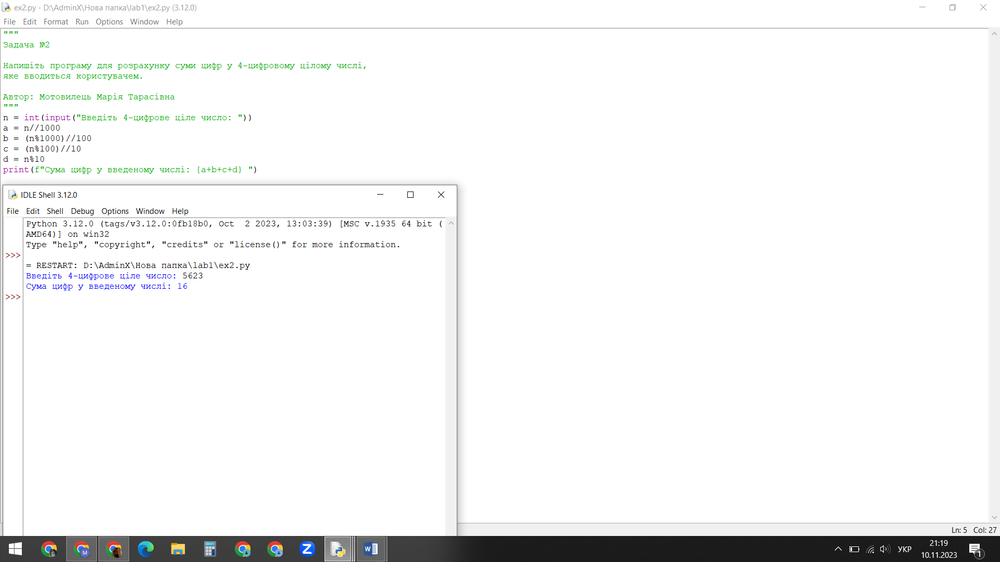 ex2.py - D:\AdminX\Нова папка\lab1\ex2.py (3.12.0)
File Edit Format Run Options Window Help
"""
Задача №2
Напишіть програму для розрахунку суми цифр у 4-цифровому цілому числі,
яке вводиться користувачем.
Автор: Мотовилець Марія Тарасівна
"""
n = int(input("Введіть 4-цифрове ціле число: "))
a = n//1000
b = (n%1000)//100
c = (n%100)//10
d = n%10
print(f"Сума цифр у введеному числі: {a+b+c+d} ")
IDLE Shell 3.12.0
File Edit Shell Debug Options Window Help
Python 3.12.0 (tags/v3.12.0:0fb18b0, Oct  2 2023, 13:03:39) [MSC v.1935 64 bit (
AMD64)] on win32
Type "help", "copyright", "credits" or "license()" for more information.
>>>
= RESTART: D:\AdminX\Нова папка\lab1\ex2.py
Введіть 4-цифрове ціле число: 5623
Сума цифр у введеному числі: 16
>>>
Ln: 5 Col: 27
M
Z
W
УКР
21:19
10.11.2023
1